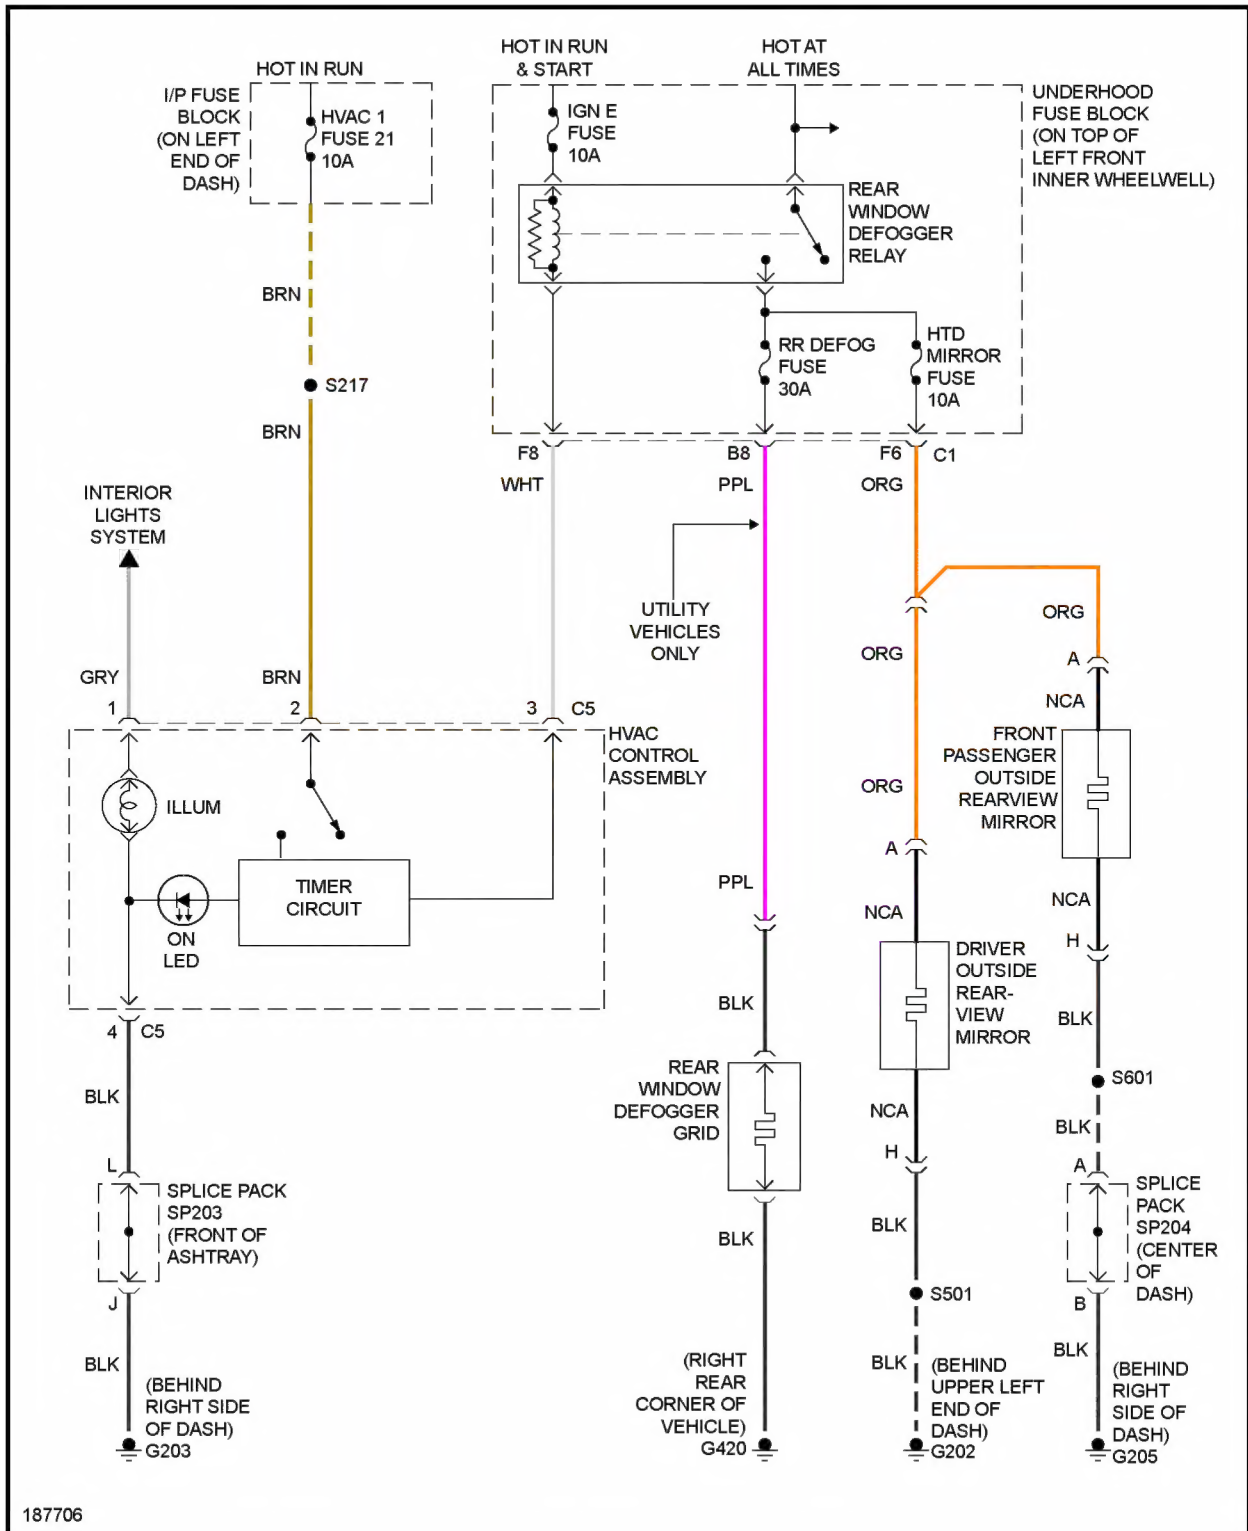 HOT IN RUN
I/P FUSE
BLOCK
(ON LEFT
END OF
DASH)
HVAC 1
FUSE 21
10A
HOT IN RUN
& START
HOT AT
ALL TIMES
IGN E
FUSE
10A
UNDERHOOD
FUSE BLOCK
(ON TOP OF
LEFT FRONT
INNER WHEELWELL)
REAR
WINDOW
DEFOGGER
RELAY
BRN
S217
BRN
RR DEFOG
FUSE
30A
HTD
MIRROR
FUSE
10A
F8
B8
F6
C1
WHT
PPL
ORG
INTERIOR
LIGHTS
SYSTEM
UTILITY
VEHICLES
ONLY
ORG
ORG
A
NCA
GRY
BRN
1
2
3
C5
HVAC
CONTROL
ASSEMBLY
FRONT
PASSENGER
OUTSIDE
REARVIEW
MIRROR
ORG
ILLUM
A
TIMER
CIRCUIT
ON
LED
PPL
NCA
NCA
H
DRIVER
OUTSIDE
REAR-
VIEW
MIRROR
BLK
BLK
4
C5
S601
REAR
WINDOW
DEFOGGER
GRID
BLK
NCA
BLK
H
L
A
SPLICE PACK
SP203
(FRONT OF
ASHTRAY)
SPLICE
PACK
SP204
(CENTER
OF
DASH)
BLK
BLK
J
S501
B
BLK
(BEHIND
RIGHT SIDE
OF DASH)
G203
(RIGHT
REAR
CORNER OF
VEHICLE)
G420
BLK
(BEHIND
UPPER LEFT
END OF
DASH)
G202
BLK
(BEHIND
RIGHT
SIDE OF
DASH)
G205
187706